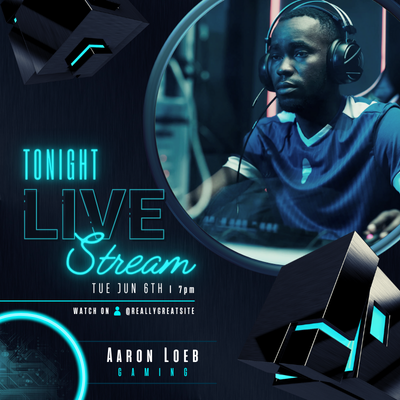 TONIGHT
LIVE
Stream
TUE JUN 6TH | 7pm
WATCH ON @REALLYGREATSITE
AARON LOEB
GAMING